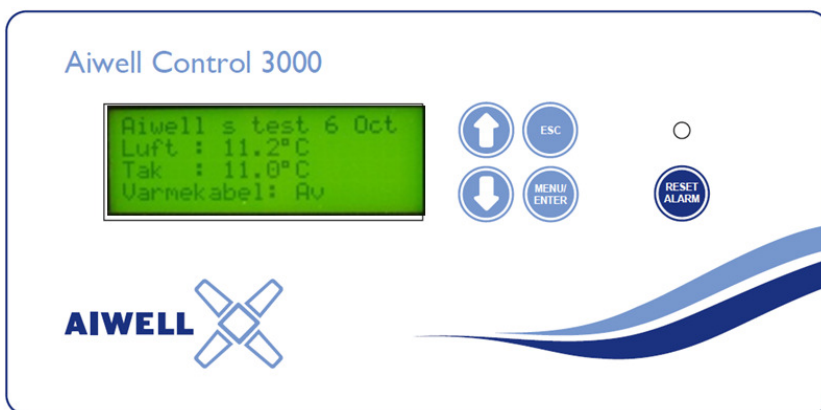 Aiwell Control 3000
Aiwell s test 6 Oct
Luft : 11.2°C
Tak : 11.0°C
Varmekabel: Av
ESC
MENU/
ENTER
RESET
ALARM
AIWELL